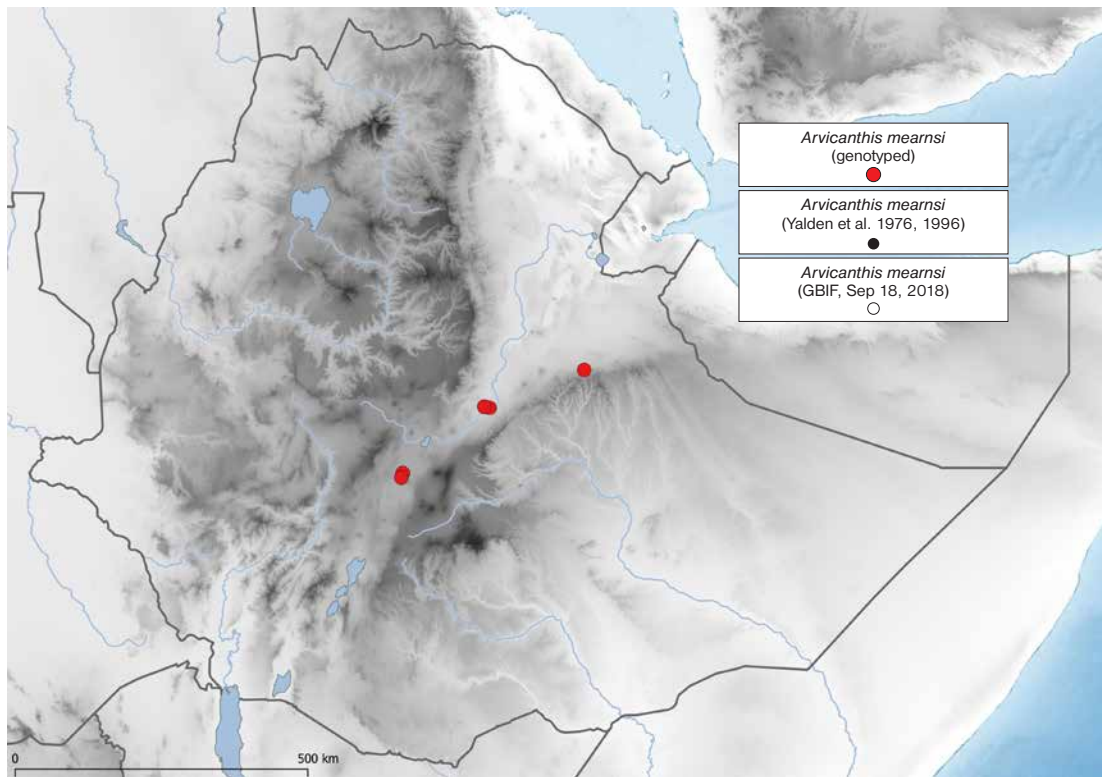 Arvicanthis mearnsi
(genotyped)
Arvicanthis mearnsi
(Yalden et al. 1976, 1996)
Arvicanthis mearnsi
(GBIF, Sep 18, 2018)
0 500 km